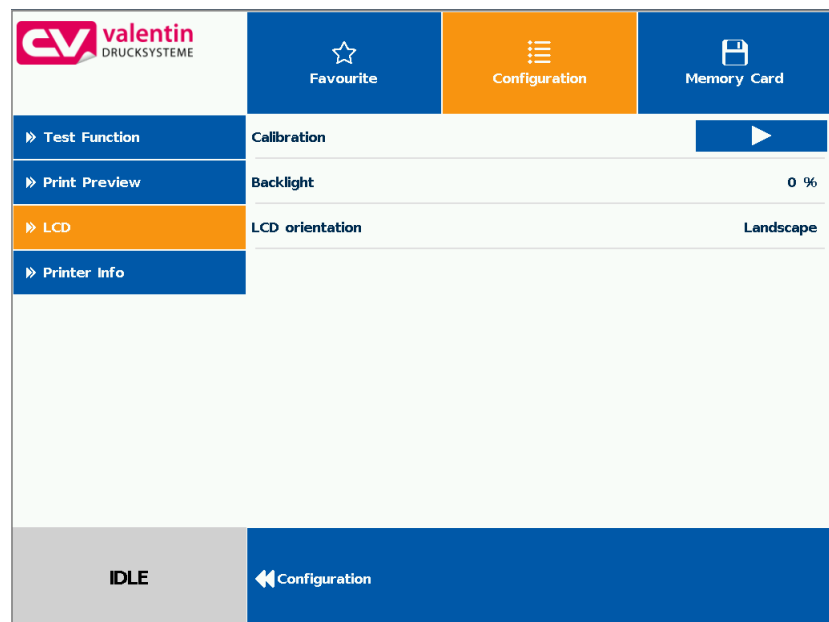 CV valentin
DRUCKSYSTEME
Favourite
Configuration
Memory Card
Test Function
Calibration
Print Preview
Backlight 0 %
LCD
LCD orientation Landscape
Printer Info
IDLE
Configuration